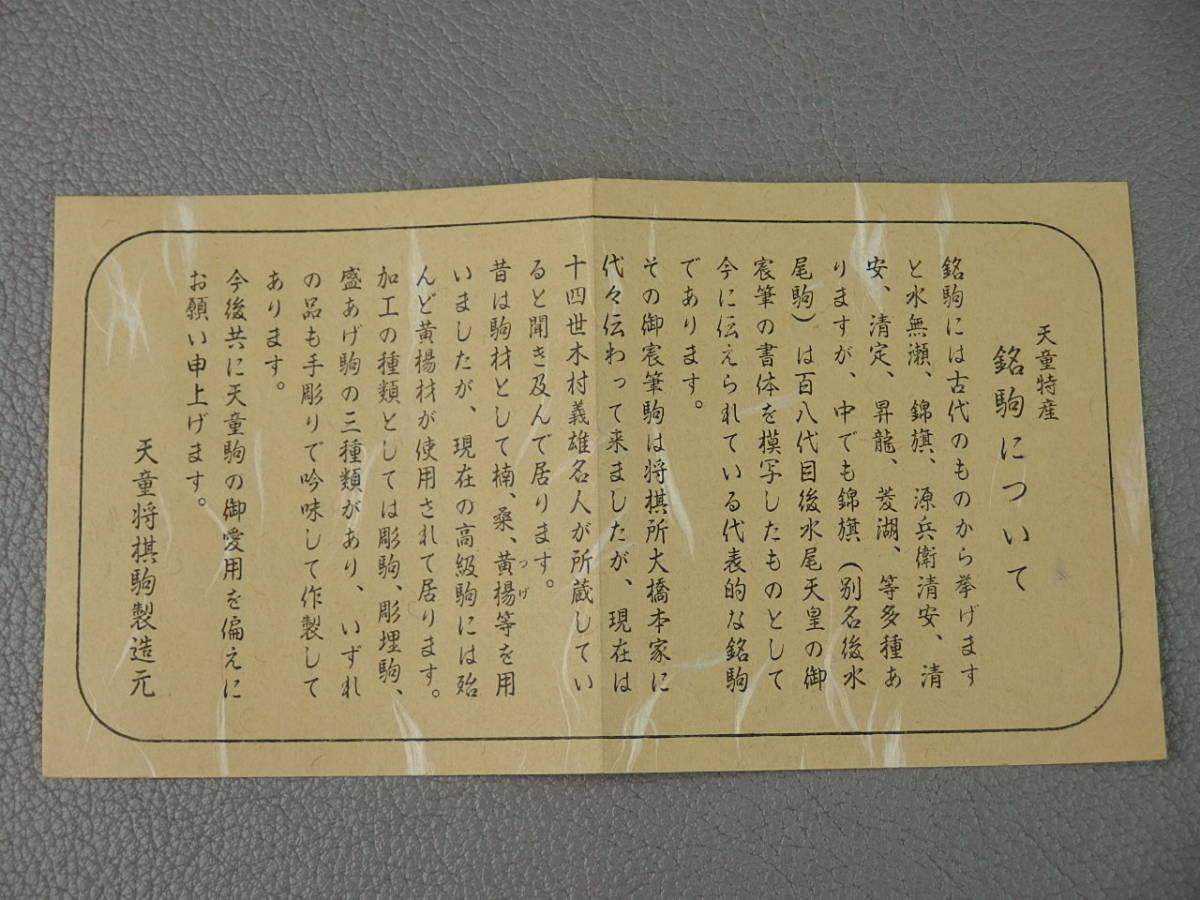 天童特産
銘駒について
銘駒には古代のものから挙げます
と水無瀬、錦旗、源兵衛清安、清
安、清定、昇龍、菱湖、等多種あ
りますが、中でも錦旗（別名後水
尾駒）は百八代目後水尾天皇の御
宸筆の書体を模写したものとして
今に伝えられている代表的な銘駒
であります。
その御宸筆駒は将棋所大橋本家に
代々伝わって来ましたが、現在は
十四世木村義雄名人が所蔵してい
ると聞き及んで居ります。
昔は駒材として楠、桑、黄楊等を用
つげ
いましたが、現在の高級駒には殆
んど黄楊材が使用されて居ります。
加工の種類としては彫駒、彫埋駒、
盛あげ駒の三種類があり、いずれ
の品も手彫りで吟味して作製して
あります。
今後共に天童駒の御愛用を偏えに
お願い申上げます。
天童将棋駒製造元